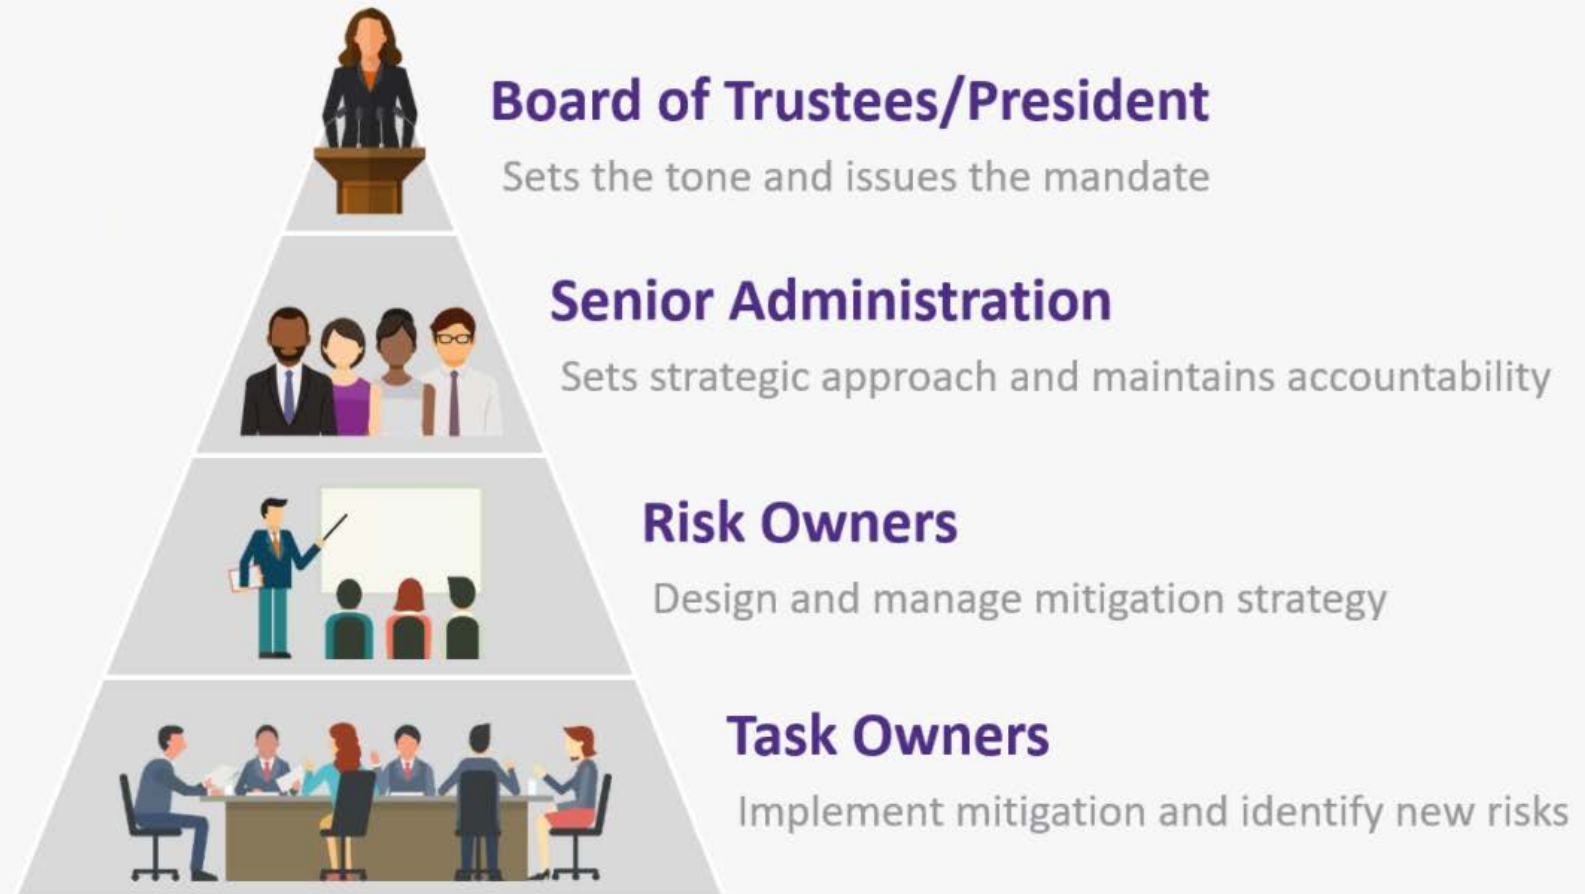 Board of Trustees/President
Sets the tone and issues the mandate
Senior Administration
Sets strategic approach and maintains accountability
Risk Owners
Design and manage mitigation strategy
Task Owners
Implement mitigation and identify new risks